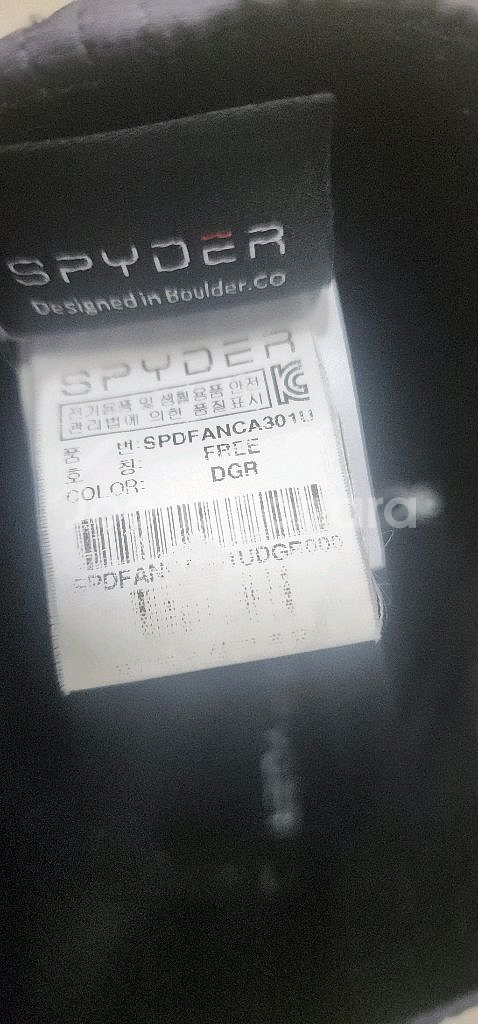 SPYDER
Designed in Boulder.CO
SPYDER
전기용품 및 생활용품 안전
관리법에 의한 품질표시
품 번: SPDFANCA301U
호 칭: FREE
COLOR: DGR